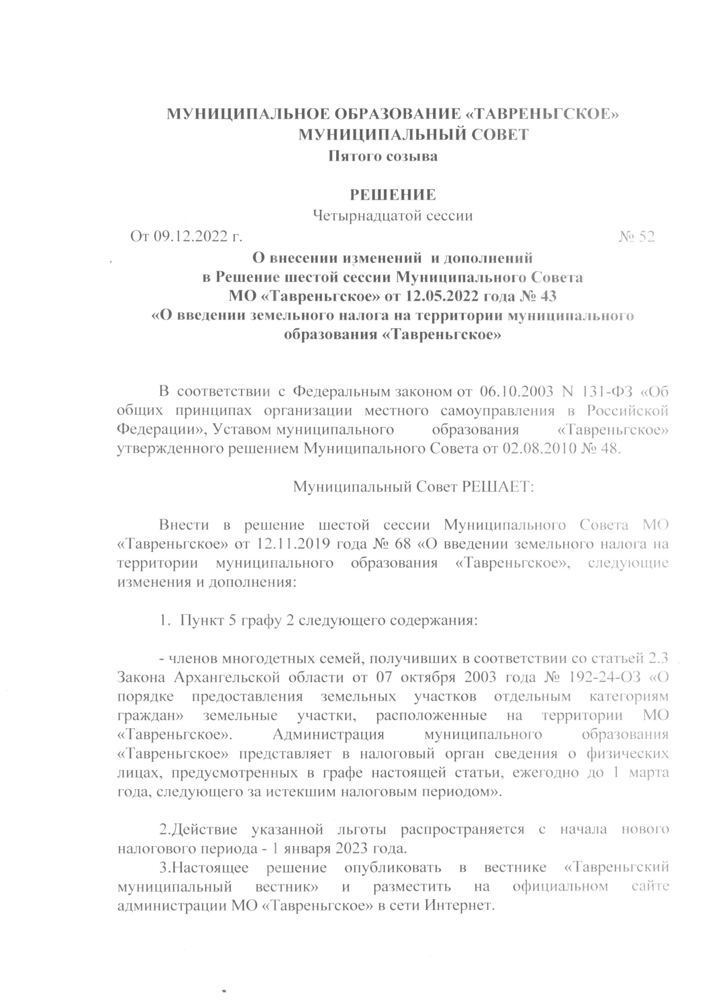 МУНИЦИПАЛЬНОЕ ОБРАЗОВАНИЕ «ТАВРЕНЬГСКОЕ»
МУНИЦИПАЛЬНЫЙ СОВЕТ
Пятого созыва
РЕШЕНИЕ
Четырнадцатой сессии
От 09.12.2022 г. № 52
О внесении изменений и дополнений
в Решение шестой сессии Муниципального Совета
МО «Тавреньгское» от 12.05.2022 года № 43
«О введении земельного налога на территории муниципального
образования «Тавреньгское»
В соответствии с Федеральным законом от 06.10.2003 N 131-ФЗ «Об
общих принципах организации местного самоуправления в Российской
Федерации», Уставом муниципального образования «Тавреньгское»
утвержденного решением Муниципального Совета от 02.08.2010 № 48.
Муниципальный Совет РЕШАЕТ:
Внести в решение шестой сессии Муниципального Совета МО
«Тавреньгское» от 12.11.2019 года № 68 «О введении земельного налога на
территории муниципального образования «Тавреньгское», следующие
изменения и дополнения:
1. Пункт 5 графу 2 следующего содержания:
- членов многодетных семей, получивших в соответствии со статьей 2.3
Закона Архангельской области от 07 октября 2003 года № 192-24-ОЗ «О
порядке предоставления земельных участков отдельным категориям
граждан» земельные участки, расположенные на территории МО
«Тавреньгское». Администрация муниципального образования
«Тавреньгское» представляет в налоговый орган сведения о физических
лицах, предусмотренных в графе настоящей статьи, ежегодно до 1 марта
года, следующего за истекшим налоговым периодом».
2.Действие указанной льготы распространяется с начала нового
налогового периода - 1 января 2023 года.
3.Настоящее решение опубликовать в вестнике «Тавреньгский
муниципальный вестник» и разместить на официальном сайте
администрации МО «Тавреньгское» в сети Интернет.